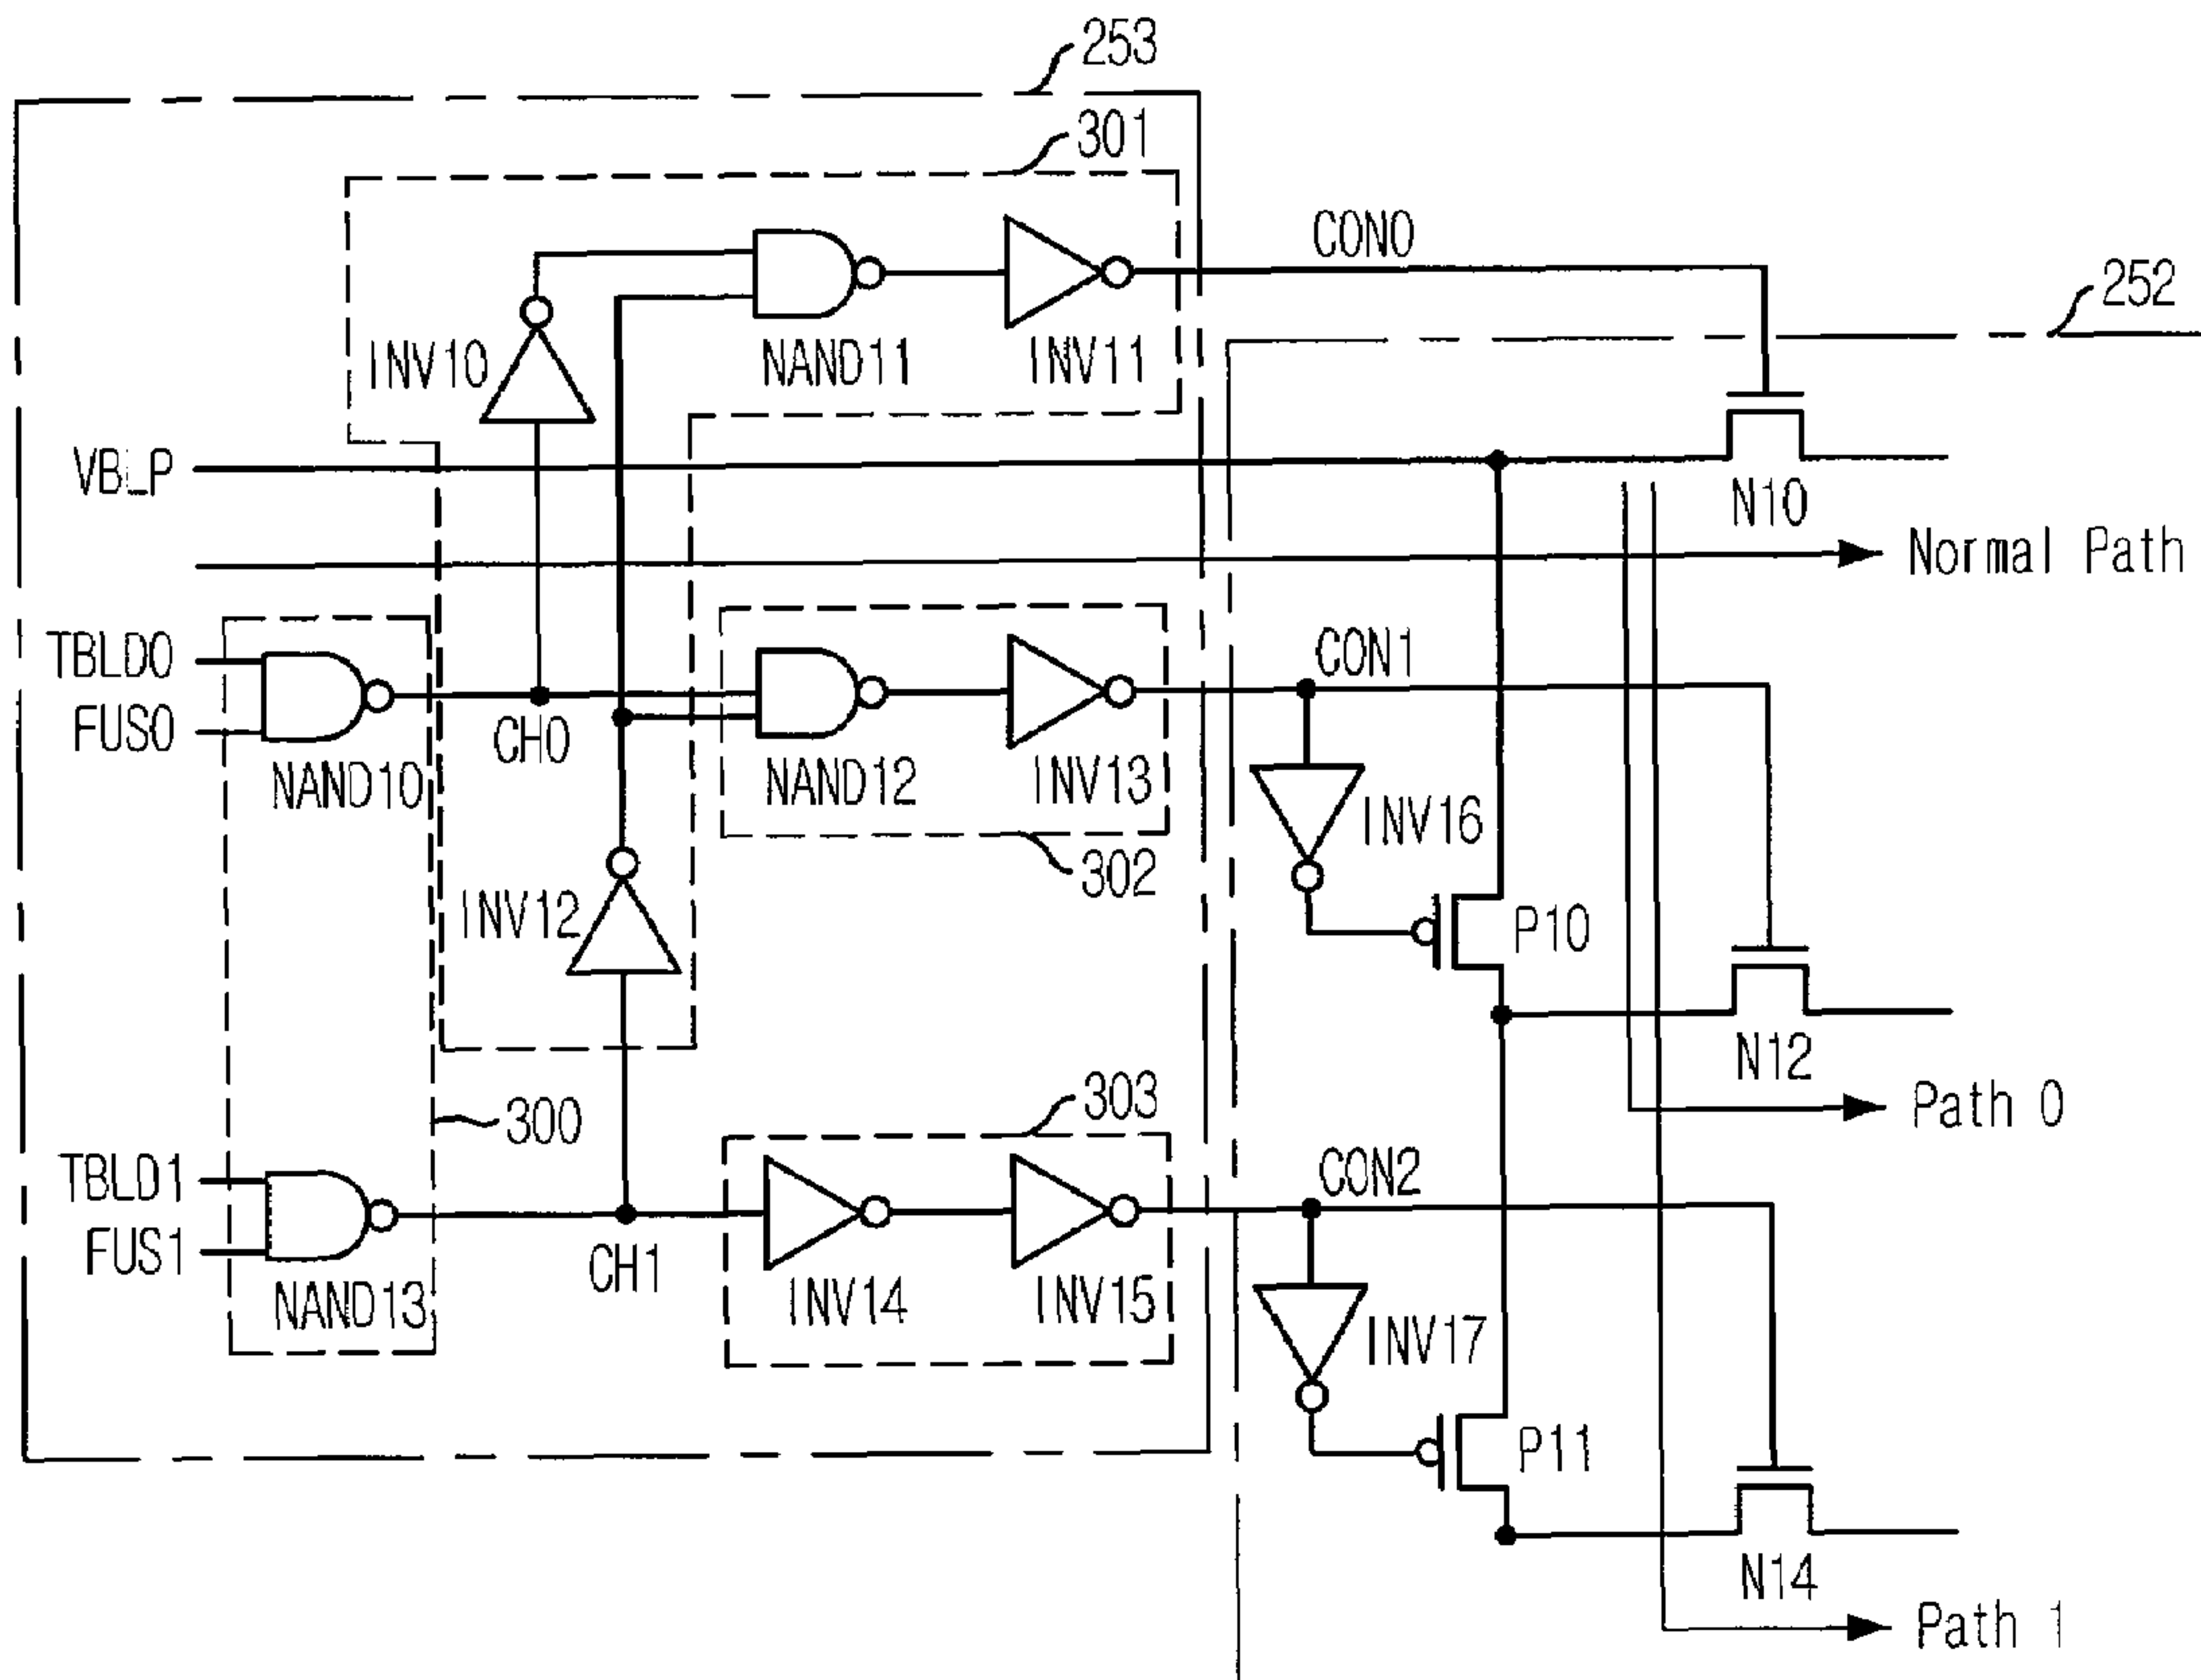 253
301
CON0
252
INV10
NAND11
INV11
VBLP
N10
Normal Path
TBLD0
FUS0
CH0
NAND10
NAND12
INV13
CON1
INV16
302
INV12
P10
N12
300
303
Path 0
TBLD1
FUS1
CON2
CH1
NAND13
INV14
INV15
INV17
P11
N14
Path 1